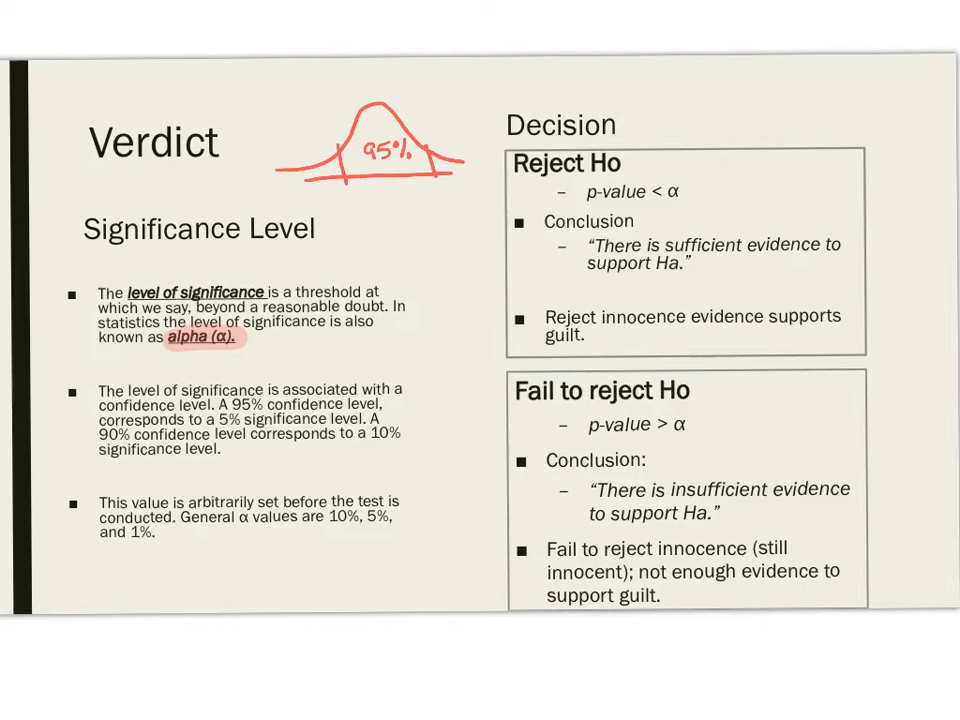 Verdict
95%
Significance Level
■ The level of significance is a threshold at
which we say, beyond a reasonable doubt. In
statistics the level of significance is also
known as alpha (α).
■ The level of significance is associated with a
confidence level. A 95% confidence level,
corresponds to a 5% significance level. A
90% confidence level corresponds to a 10%
significance level.
■ This value is arbitrarily set before the test is
conducted. General α values are 10%, 5%,
and 1%.
Decision
Reject Ho
– p-value < α
■ Conclusion
– “There is sufficient evidence to
support Ha.”
■ Reject innocence evidence supports
guilt.
Fail to reject Ho
– p-value > α
■ Conclusion:
– “There is insufficient evidence
to support Ha.”
■ Fail to reject innocence (still
innocent); not enough evidence to
support guilt.